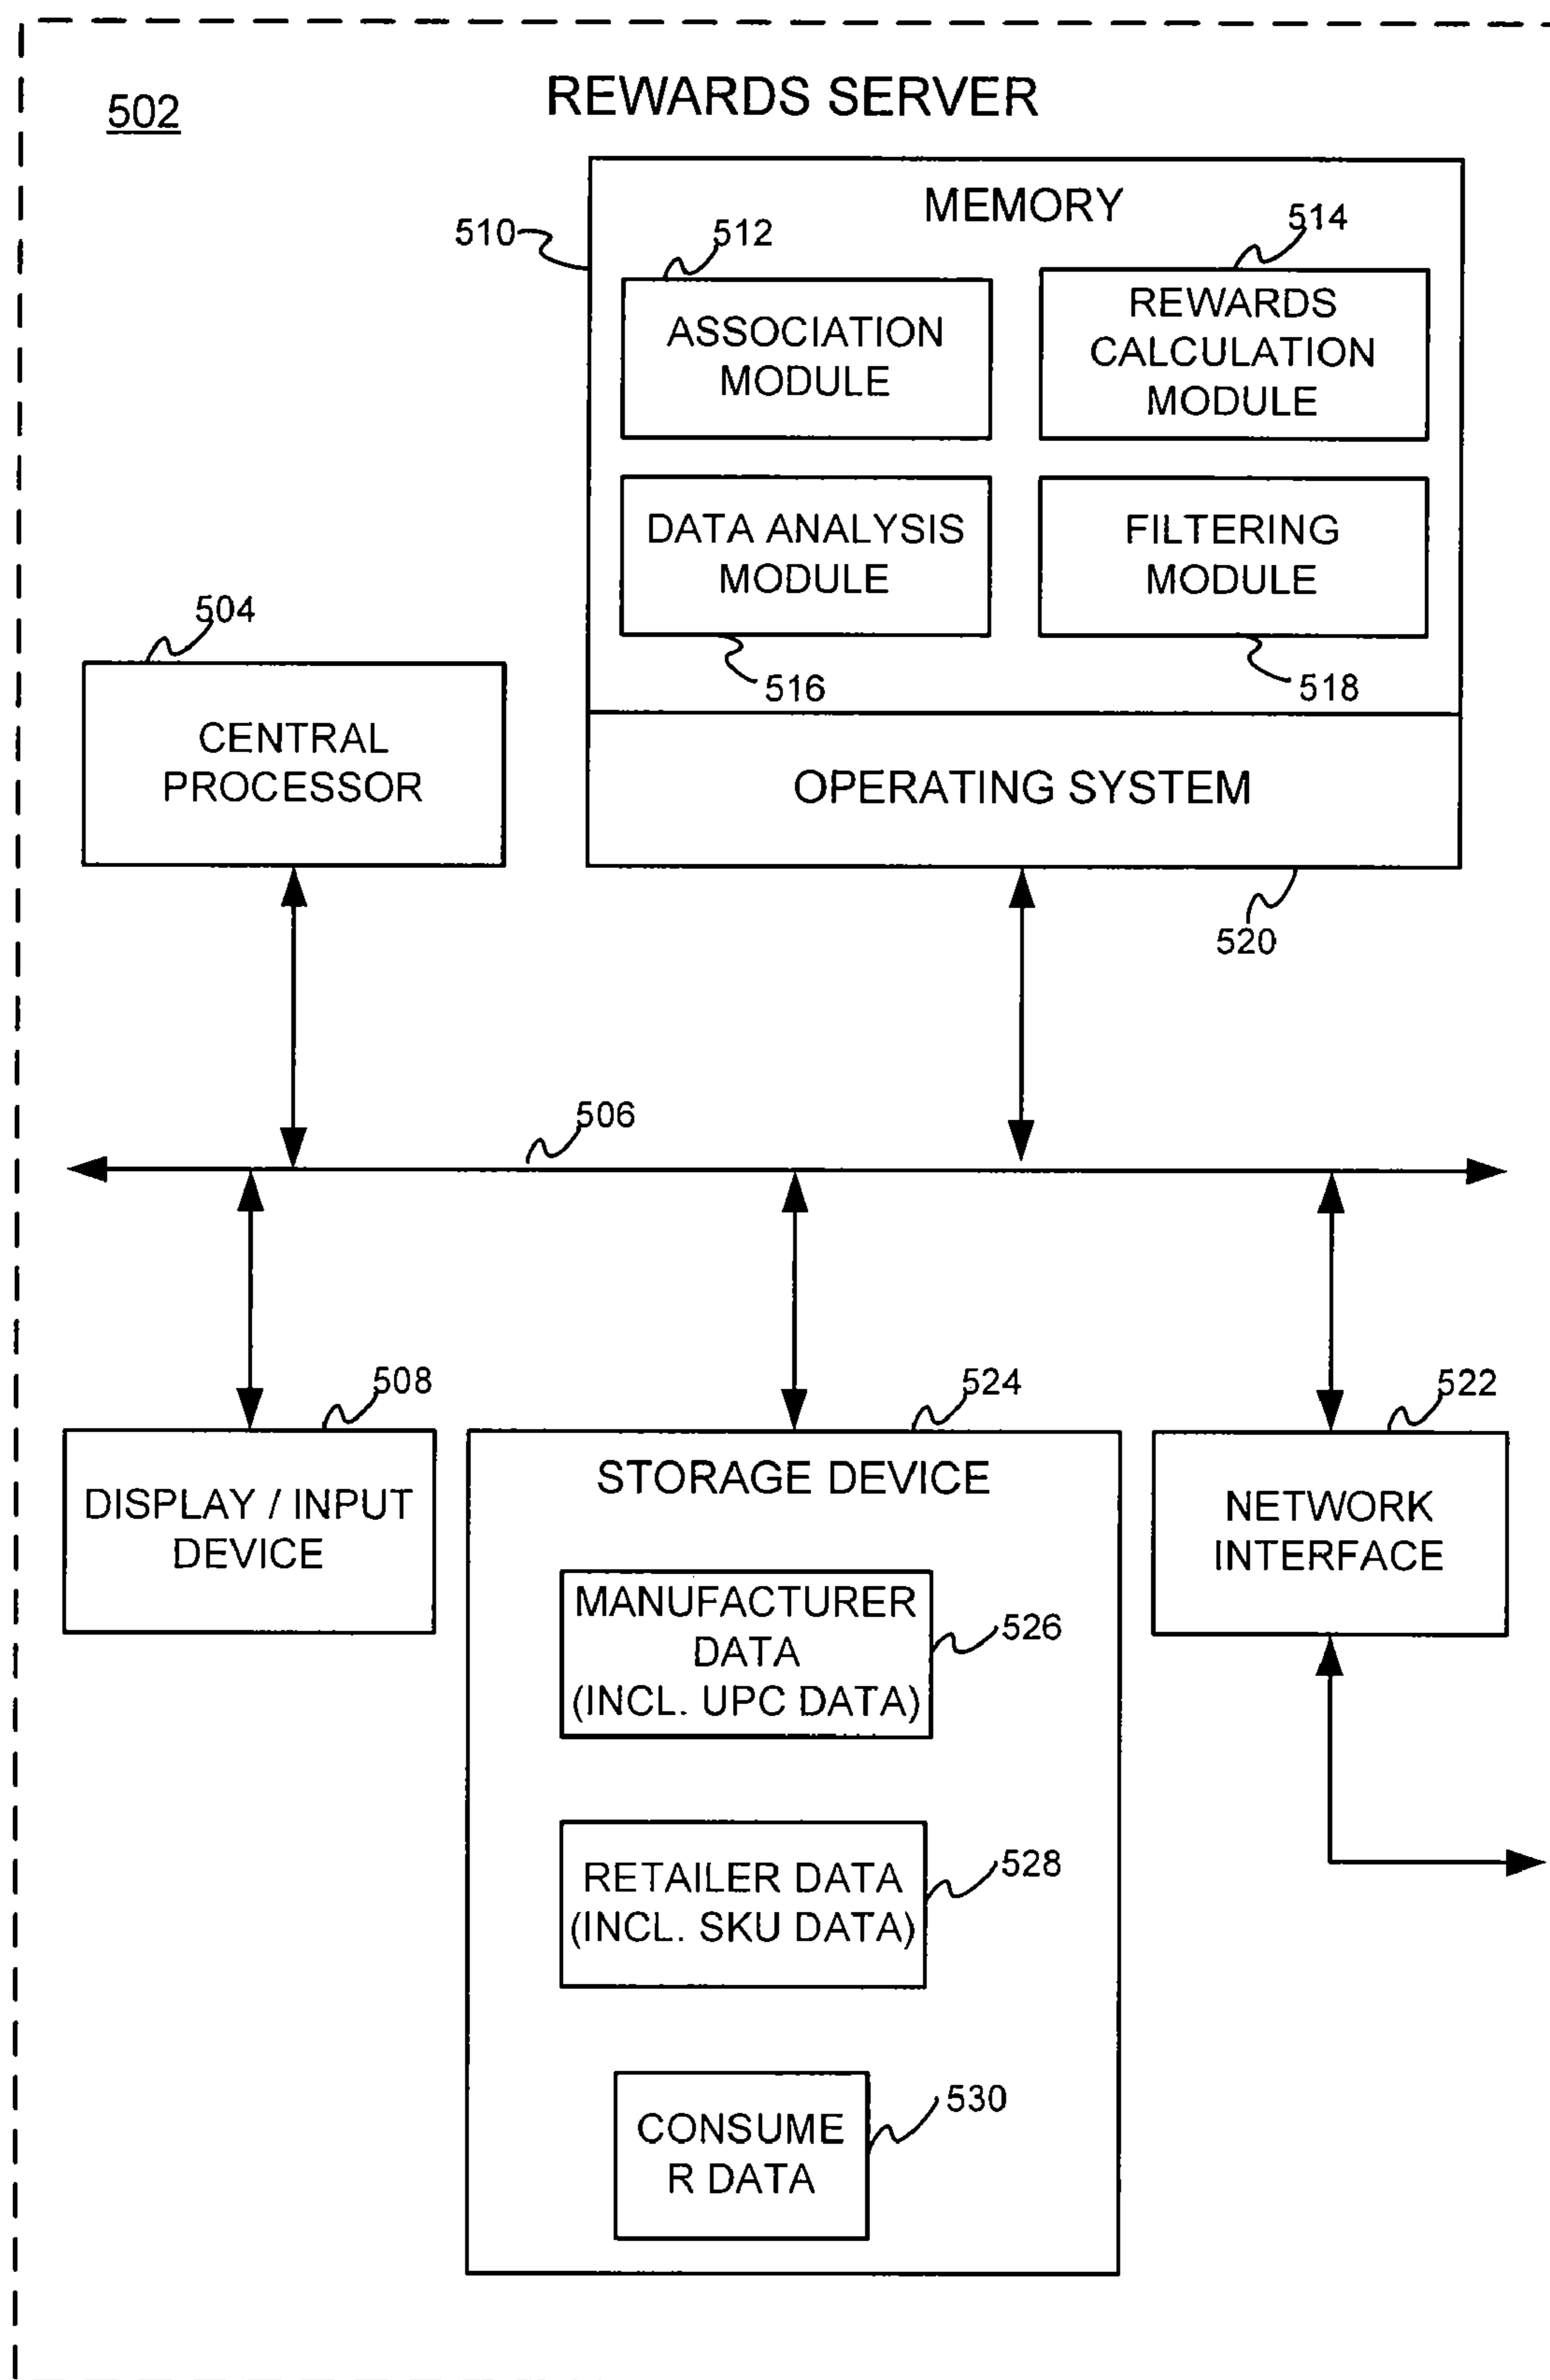 REWARDS SERVER
502
MEMORY
510
512
514
ASSOCIATION
MODULE
REWARDS
CALCULATION
MODULE
DATA ANALYSIS
MODULE
FILTERING
MODULE
516
518
504
CENTRAL
PROCESSOR
OPERATING SYSTEM
520
506
508
524
522
DISPLAY / INPUT
DEVICE
STORAGE DEVICE
NETWORK
INTERFACE
MANUFACTURER
DATA
(INCL. UPC DATA)
526
RETAILER DATA
(INCL. SKU DATA)
528
CONSUME
R DATA
530